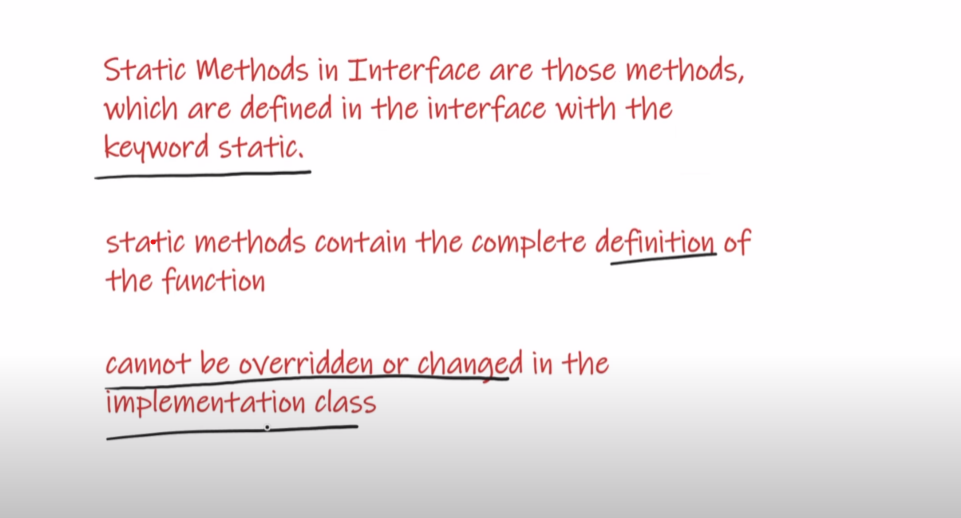 Static Methods in Interface are those methods,
which are defined in the interface with the
keyword static.
static methods contain the complete definition of
the function
cannot be overridden or changed in the
implementation class